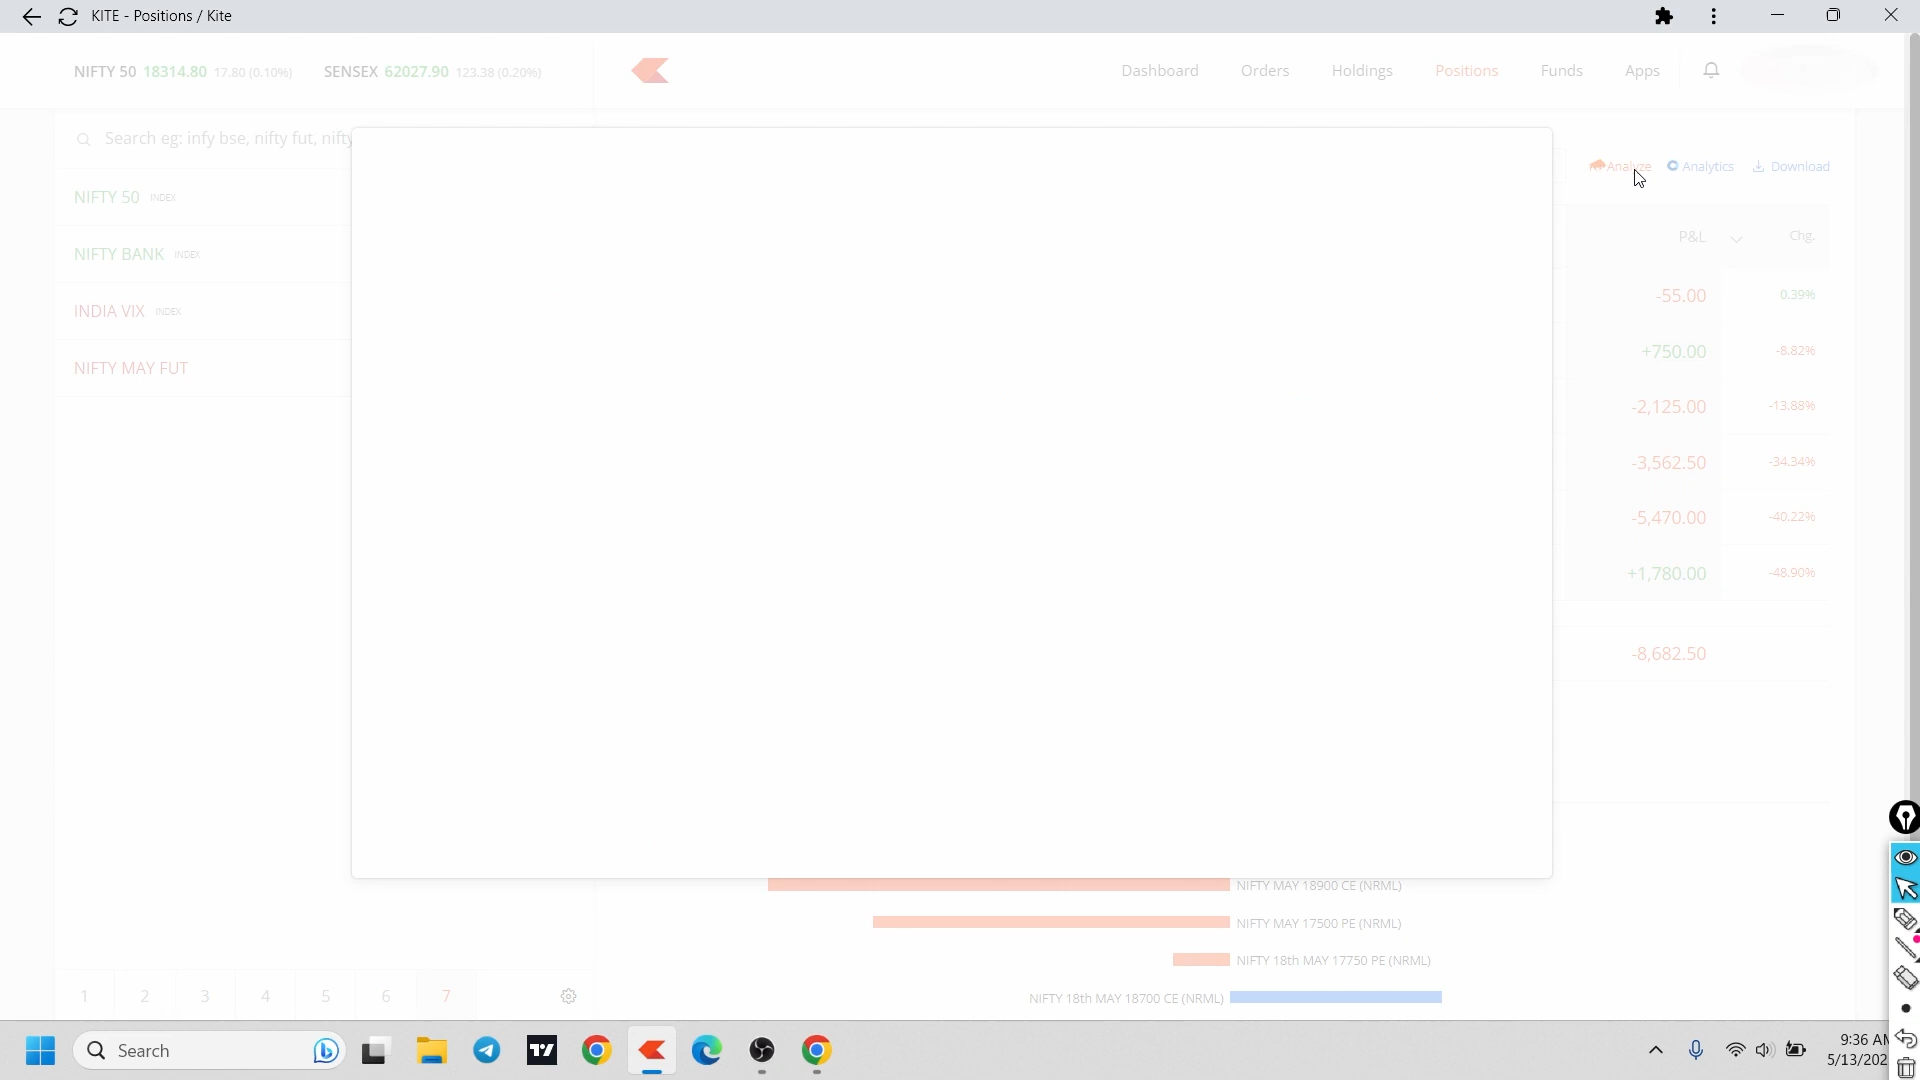 KITE - Positions / Kite
NIFTY 50 18314.80 17.80 (0.10%) SENSEX 62027.90 123.38 (0.20%)
Dashboard Orders Holdings Positions Funds Apps
Search eg: infy bse, nifty fut, nifty
Analyze Analytics Download
NIFTY 50 INDEX
NIFTY BANK INDEX
INDIA VIX INDEX
NIFTY MAY FUT
P&L Chg.
-55.00 0.39%
+750.00 -8.82%
-2,125.00 -13.88%
-3,562.50 -34.34%
-5,470.00 -40.22%
+1,780.00 -48.90%
-8,682.50
NIFTY MAY 18900 CE (NRML)
NIFTY MAY 17500 PE (NRML)
NIFTY 18th MAY 17750 PE (NRML)
NIFTY 18th MAY 18700 CE (NRML)
1 2 3 4 5 6 7
Search
9:36 AM
5/13/202